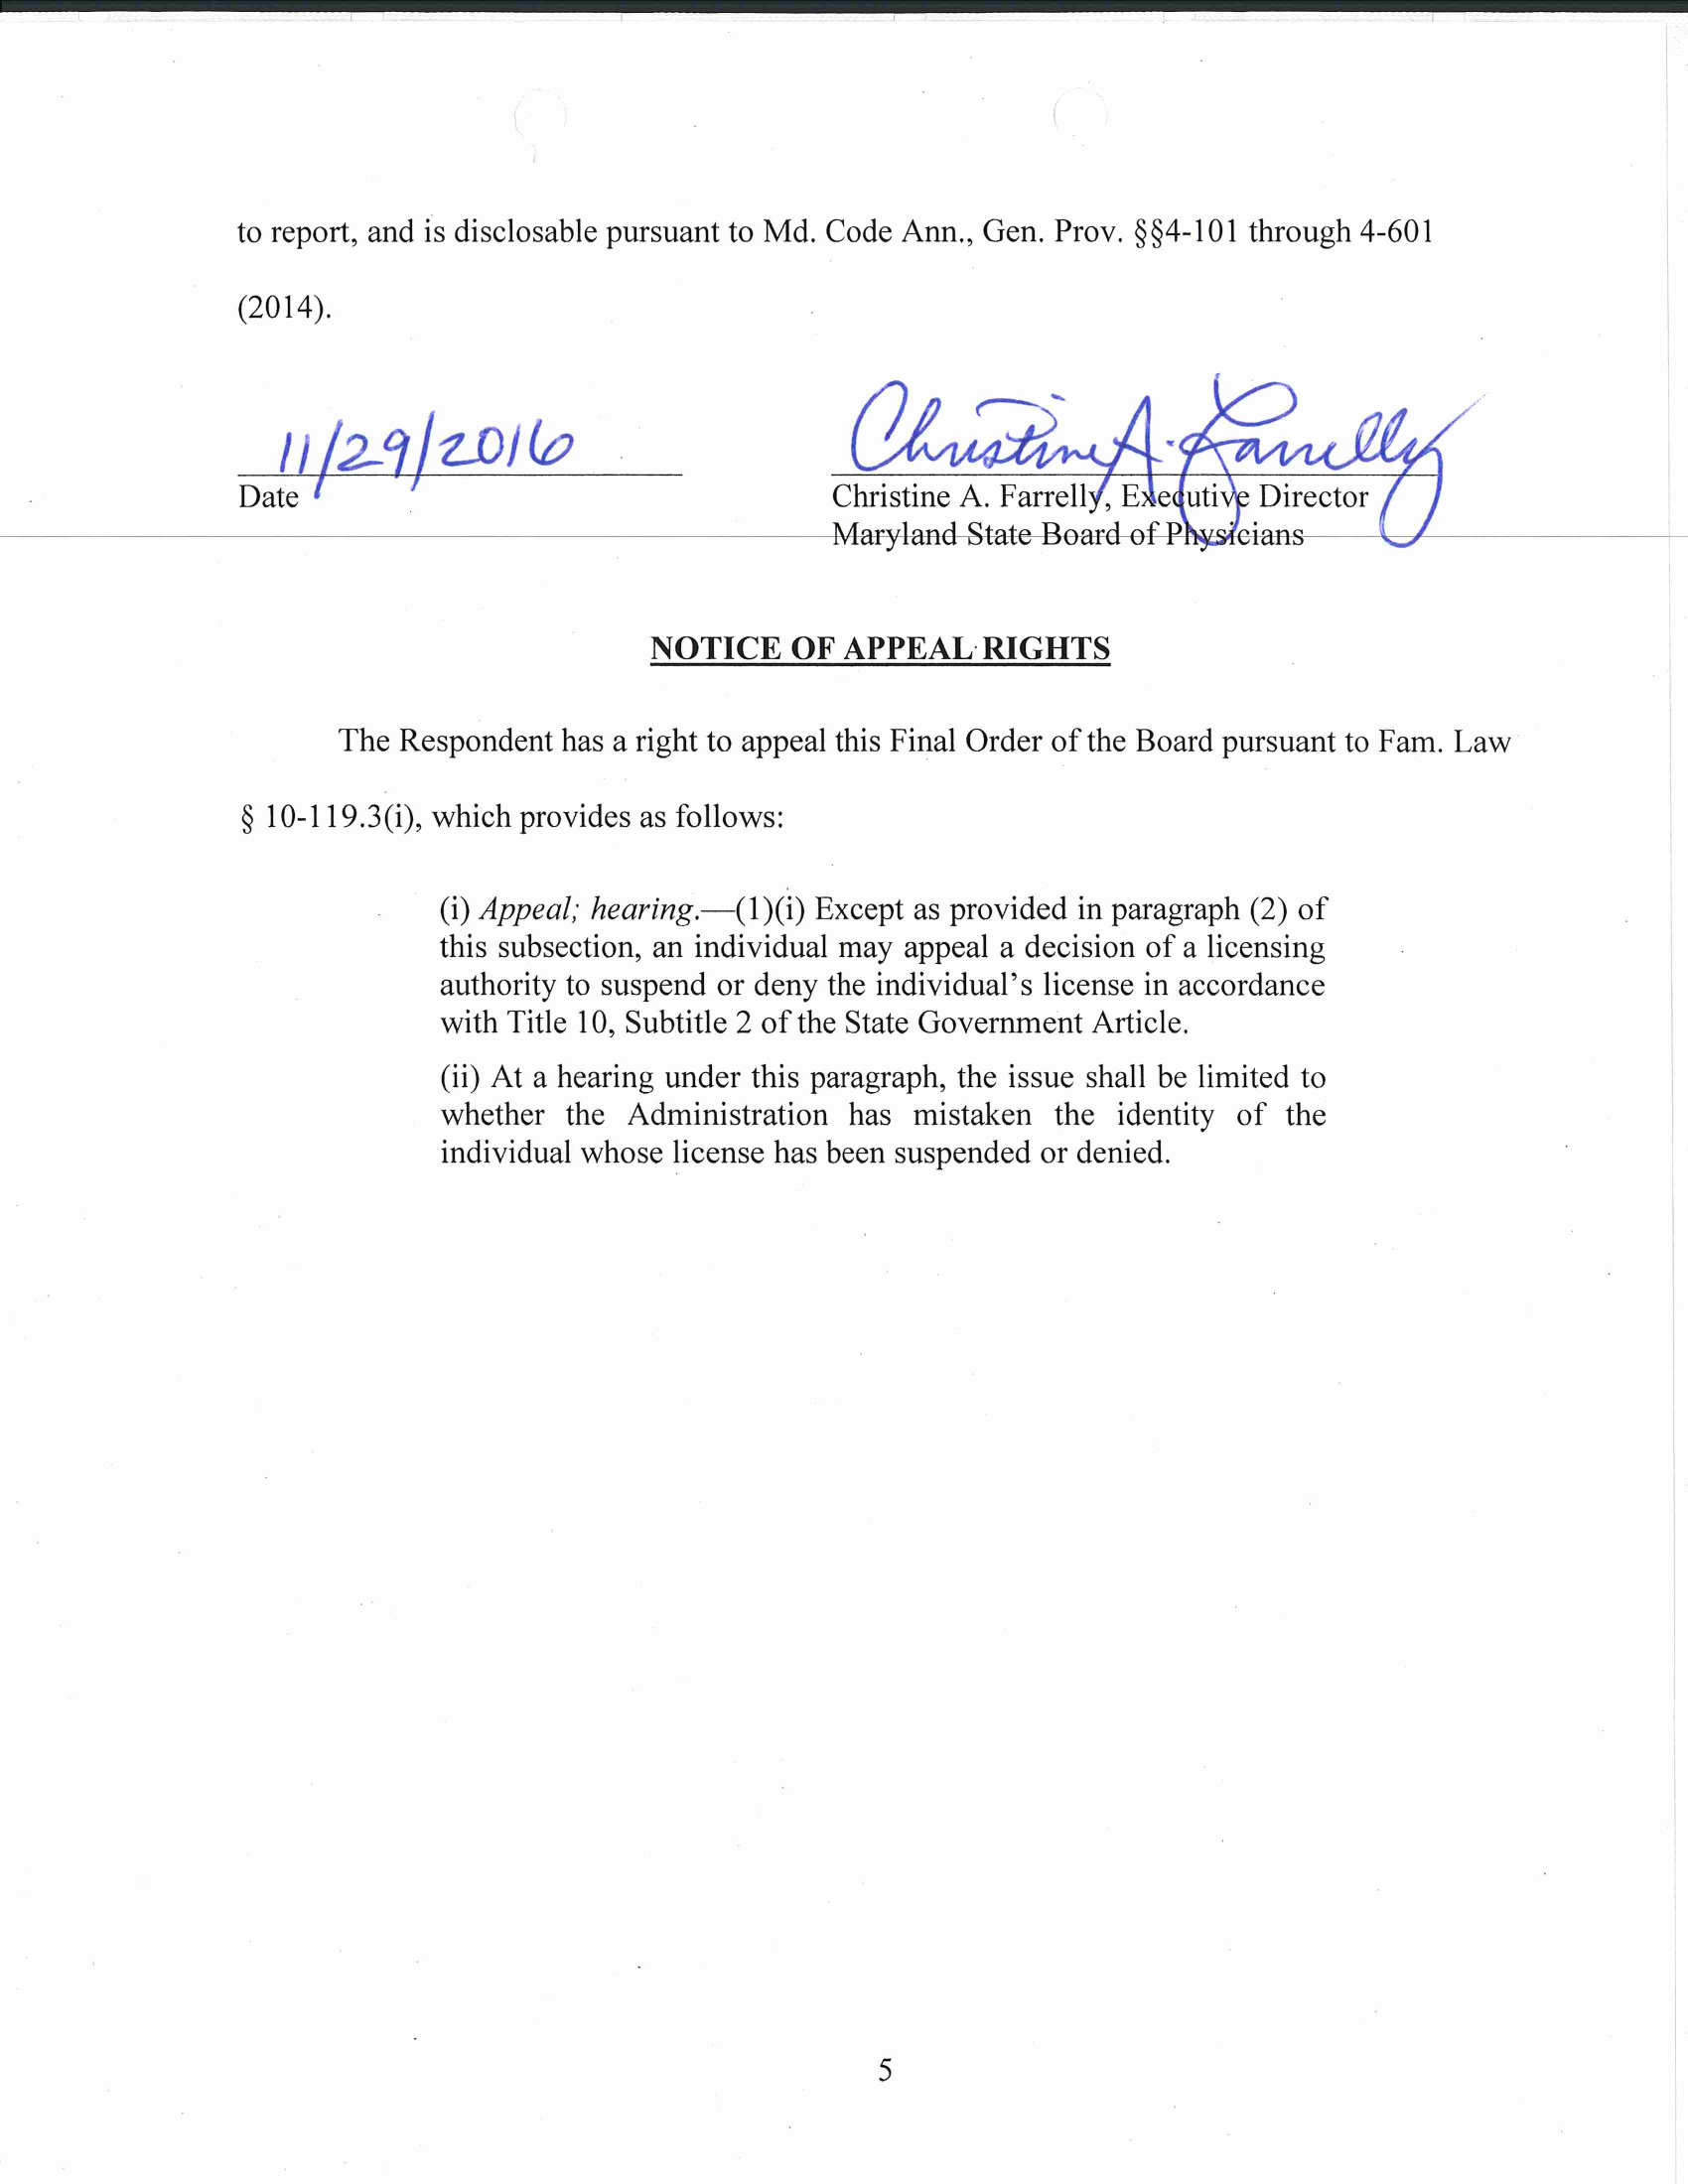 to report, and is disclosable pursuant to Md. Code Ann., Gen. Prov. §§4-101 through 4-601
(2014).
11/29/2016
Christine A. Farrelly
Date
Christine A. Farrelly, Executive Director
Maryland State Board of Physicians
NOTICE OF APPEAL RIGHTS
The Respondent has a right to appeal this Final Order of the Board pursuant to Fam. Law
§ 10-119.3(i), which provides as follows:
(i) Appeal; hearing.—(1)(i) Except as provided in paragraph (2) of
this subsection, an individual may appeal a decision of a licensing
authority to suspend or deny the individual's license in accordance
with Title 10, Subtitle 2 of the State Government Article.
(ii) At a hearing under this paragraph, the issue shall be limited to
whether the Administration has mistaken the identity of the
individual whose license has been suspended or denied.
5